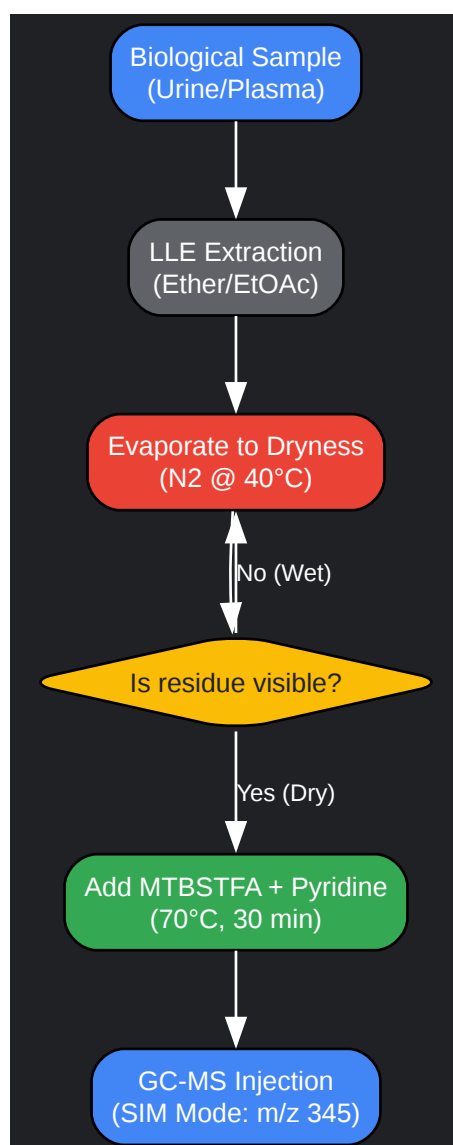 Biological Sample
(Urine/Plasma)
LLE Extraction
(Ether/EtOAc)
Evaporate to Dryness
(N2 @ 40°C)
No (Wet)
Is residue visible?
Yes (Dry)
Add MTBSTFA + Pyridine
(70°C, 30 min)
GC-MS Injection
(SIM Mode: m/z 345)